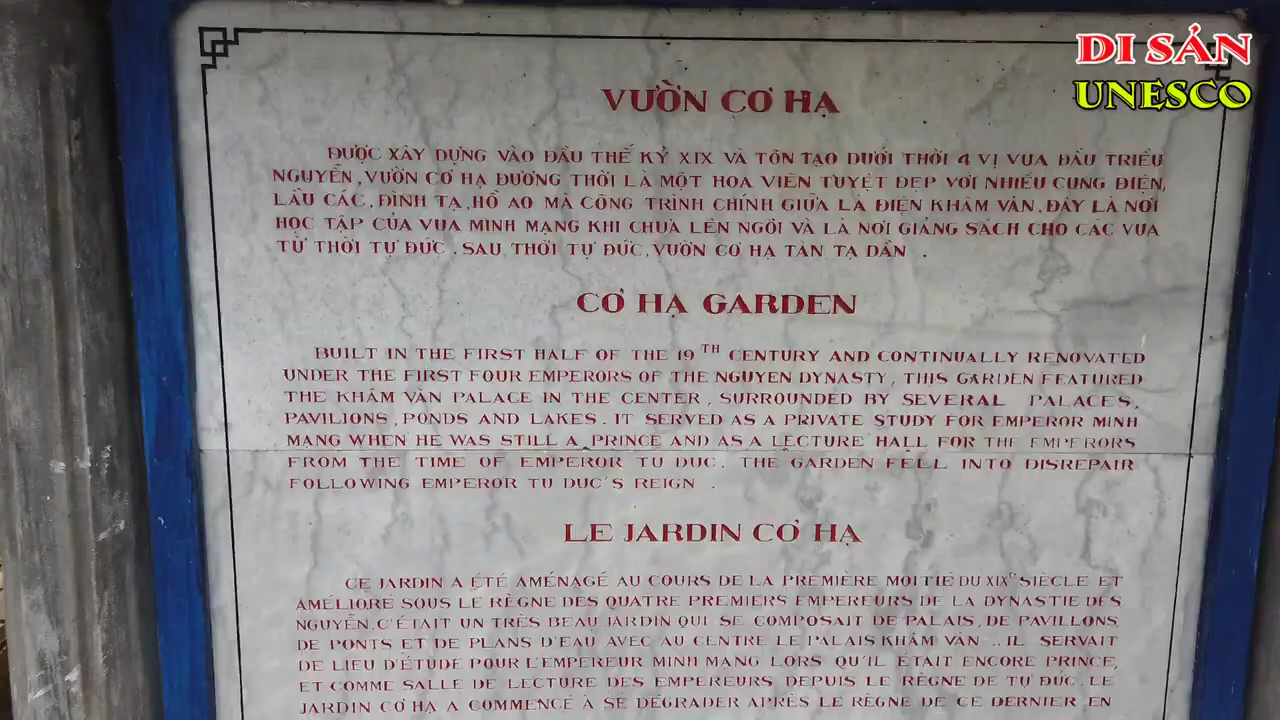 DI SẢN
UNESCO
VƯỜN CƠ HẠ
ĐƯỢC XÂY DỰNG VÀO ĐẦU THẾ KỶ XIX VÀ TÔN TẠO DƯỚI THỜI 4 VỊ VUA ĐẦU TRIỀU
NGUYỄN, VƯỜN CƠ HẠ ĐƯƠNG THỜI LÀ MỘT HOA VIÊN TUYỆT ĐẸP VỚI NHIỀU CUNG ĐIỆN,
LẦU CÁC, ĐÌNH TẠ, HỒ AO MÀ CÔNG TRÌNH CHÍNH GIỮA LÀ ĐIỆN KHÂM VĂN. ĐÂY LÀ NƠI
HỌC TẬP CỦA VUA MINH MẠNG KHI CHƯA LÊN NGÔI VÀ LÀ NƠI GIẢNG SÁCH CHO CÁC VUA
TỪ THỜI TỰ ĐỨC. SAU THỜI TỰ ĐỨC, VƯỜN CƠ HẠ TÀN TẠ DẦN .
CƠ HẠ GARDEN
BUILT IN THE FIRST HALF OF THE 19TH CENTURY AND CONTINUALLY RENOVATED
UNDER THE FIRST FOUR EMPERORS OF THE NGUYEN DYNASTY, THIS GARDEN FEATURED
THE KHÂM VĂN PALACE IN THE CENTER, SURROUNDED BY SEVERAL PALACES,
PAVILIONS, PONDS AND LAKES. IT SERVED AS A PRIVATE STUDY FOR EMPEROR MINH
MẠNG WHEN HE WAS STILL A PRINCE AND AS A LECTURE HALL FOR THE EMPERORS
FROM THE TIME OF EMPEROR TU DUC. THE GARDEN FELL INTO DISREPAIR
FOLLOWING EMPEROR TU DUC'S REIGN .
LE JARDIN CƠ HẠ
CE JARDIN A ÉTÉ AMÉNAGÉ AU COURS DE LA PREMIÈRE MOITIÉ DU XIXe SIÈCLE ET
AMÉLIORÉ SOUS LE RÈGNE DES QUATRE PREMIERS EMPEREURS DE LA DYNASTIE DES
NGUYỄN. C'ÉTAIT UN TRÈS BEAU JARDIN QUI SE COMPOSAIT DE PALAIS, DE PAVILLONS,
DE PONTS ET DE PLANS D'EAU AVEC AU CENTRE LE PALAIS KHÂM VĂN .. IL SERVAIT
DE LIEU D'ÉTUDE POUR L'EMPEREUR MINH MẠNG LORS QU'IL ÉTAIT ENCORE PRINCE,
ET COMME SALLE DE LECTURE DES EMPEREURS DEPUIS LE RÈGNE DE TỰ ĐỨC. LE
JARDIN CƠ HẠ A COMMENCÉ À SE DÉGRADER APRÈS LE RÈGNE DE CE DERNIER EN